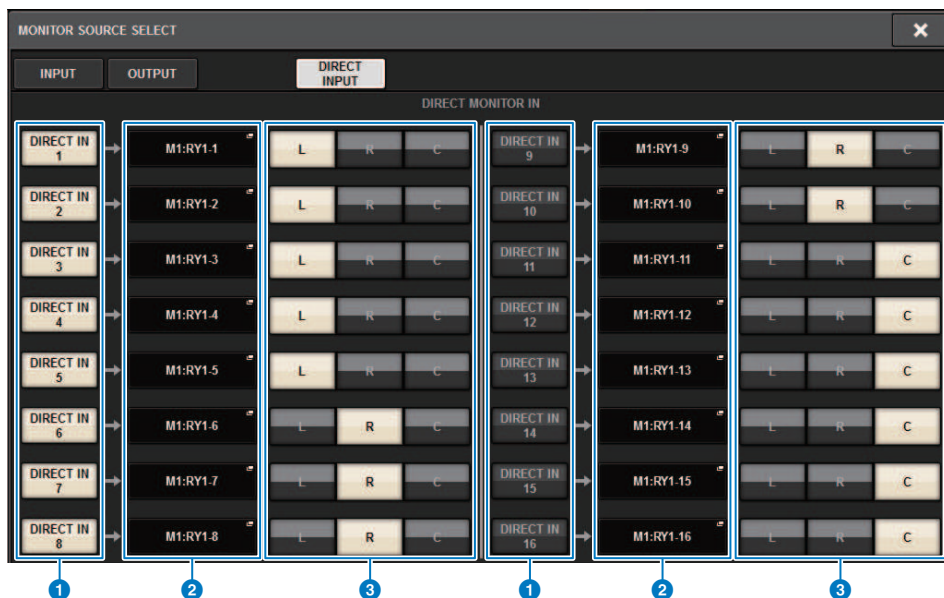 MONITOR SOURCE SELECT
INPUT OUTPUT DIRECT INPUT
DIRECT MONITOR IN
DIRECT IN 1 M1:RY1-1 L R C DIRECT IN 9 M1:RY1-9 L R C
DIRECT IN 2 M1:RY1-2 L R C DIRECT IN 10 M1:RY1-10 L R C
DIRECT IN 3 M1:RY1-3 L R C DIRECT IN 11 M1:RY1-11 L R C
DIRECT IN 4 M1:RY1-4 L R C DIRECT IN 12 M1:RY1-12 L R C
DIRECT IN 5 M1:RY1-5 L R C DIRECT IN 13 M1:RY1-13 L R C
DIRECT IN 6 M1:RY1-6 L R C DIRECT IN 14 M1:RY1-14 L R C
DIRECT IN 7 M1:RY1-7 L R C DIRECT IN 15 M1:RY1-15 L R C
DIRECT IN 8 M1:RY1-8 L R C DIRECT IN 16 M1:RY1-16 L R C
1 2 3 1 2 3